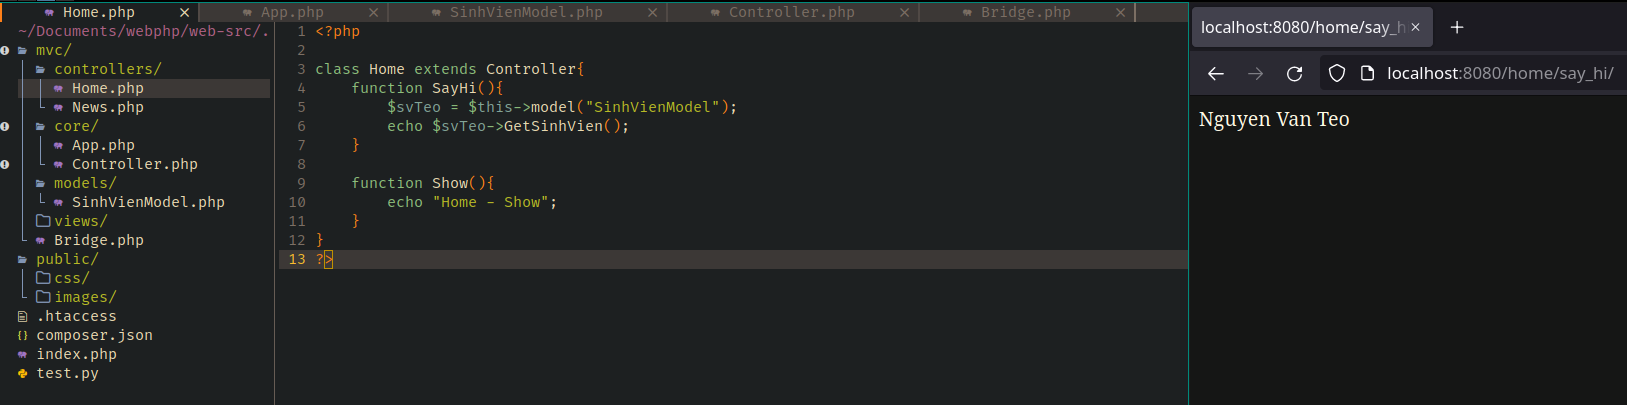 Home.php × App.php × SinhVienModel.php × Controller.php × Bridge.php ×
~/Documents/webphp/web-src/.
mvc/
controllers/
Home.php
News.php
core/
App.php
Controller.php
models/
SinhVienModel.php
views/
Bridge.php
public/
css/
images/
.htaccess
{} composer.json
index.php
test.py
1 <?php
2
3 class Home extends Controller{
4 function SayHi(){
5 $svTeo = $this->model("SinhVienModel");
6 echo $svTeo->GetSinhVien();
7 }
8
9 function Show(){
10 echo "Home - Show";
11 }
12 }
13 ?>
localhost:8080/home/say_h × +
localhost:8080/home/say_hi/
Nguyen Van Teo